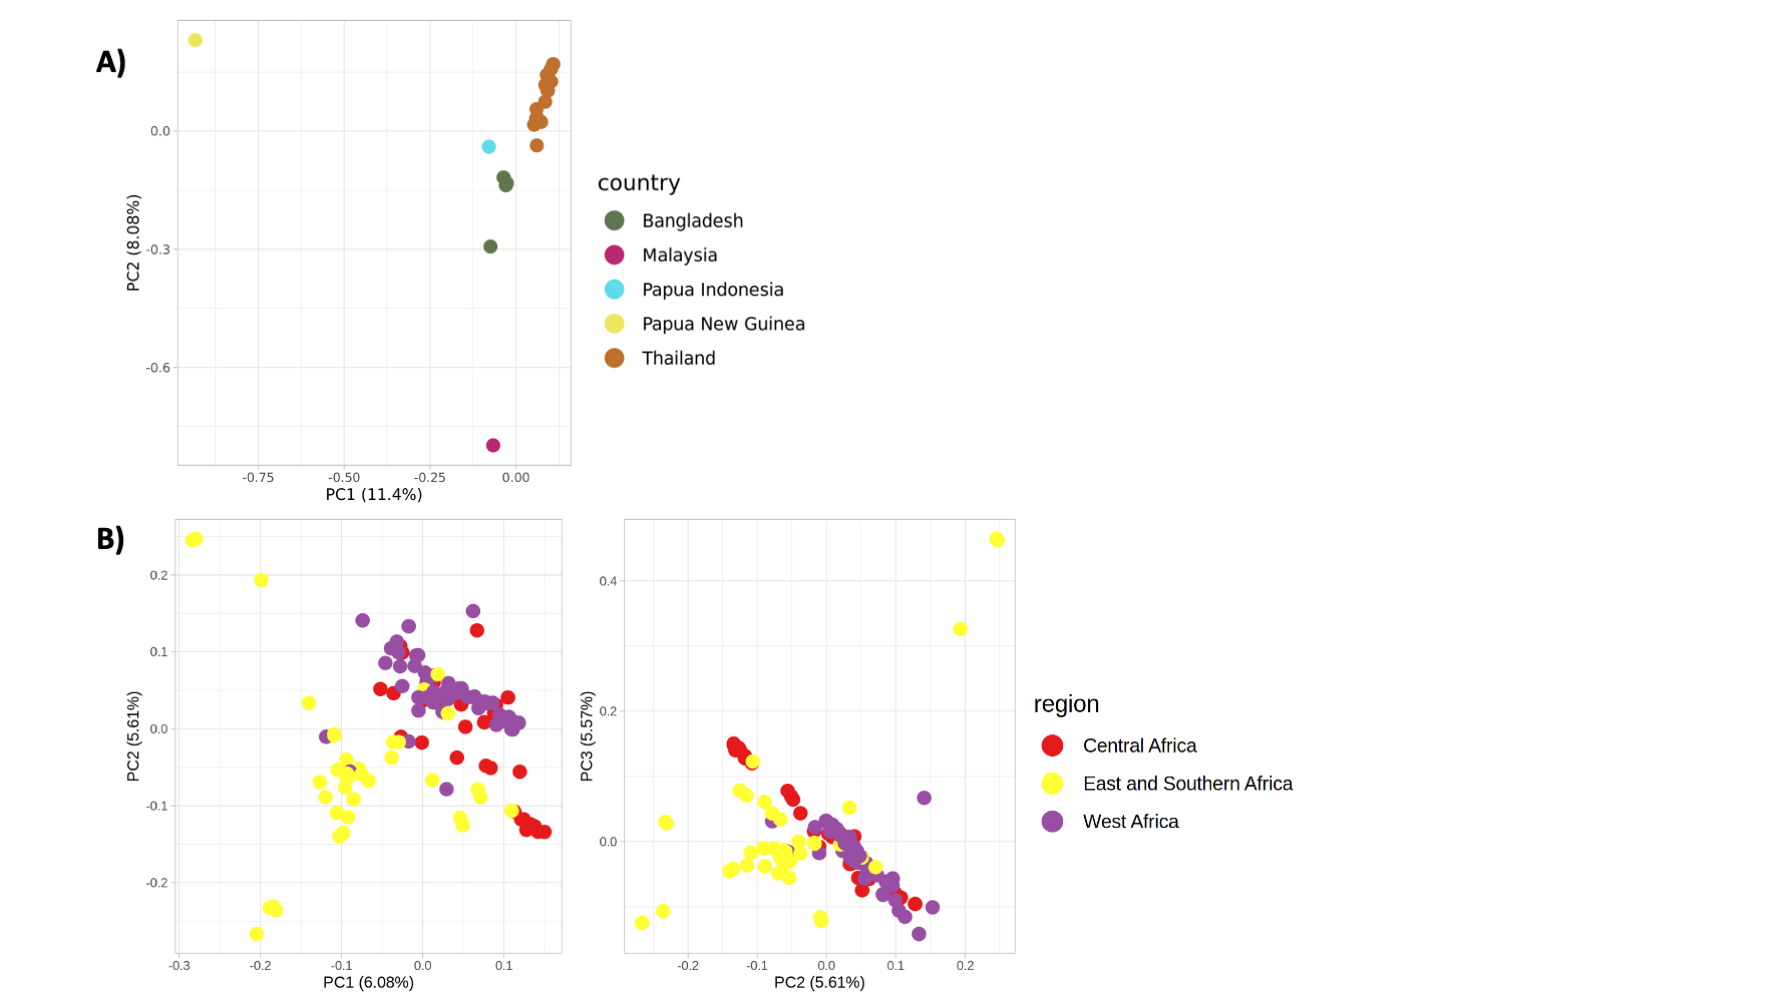 A)
0.0
-0.3
-0.6
PC2 (8.08%)
-0.75
-0.50
-0.25
0.00
PC1 (11.4%)
country
Bangladesh
Malaysia
Papua Indonesia
Papua New Guinea
Thailand
B)
0.2
0.1
0.0
-0.1
-0.2
PC2 (5.61%)
-0.3
-0.2
-0.1
0.0
0.1
PC1 (6.08%)
0.4
0.2
0.0
PC3 (5.57%)
-0.2
-0.1
0.0
0.1
0.2
PC2 (5.61%)
region
Central Africa
East and Southern Africa
West Africa